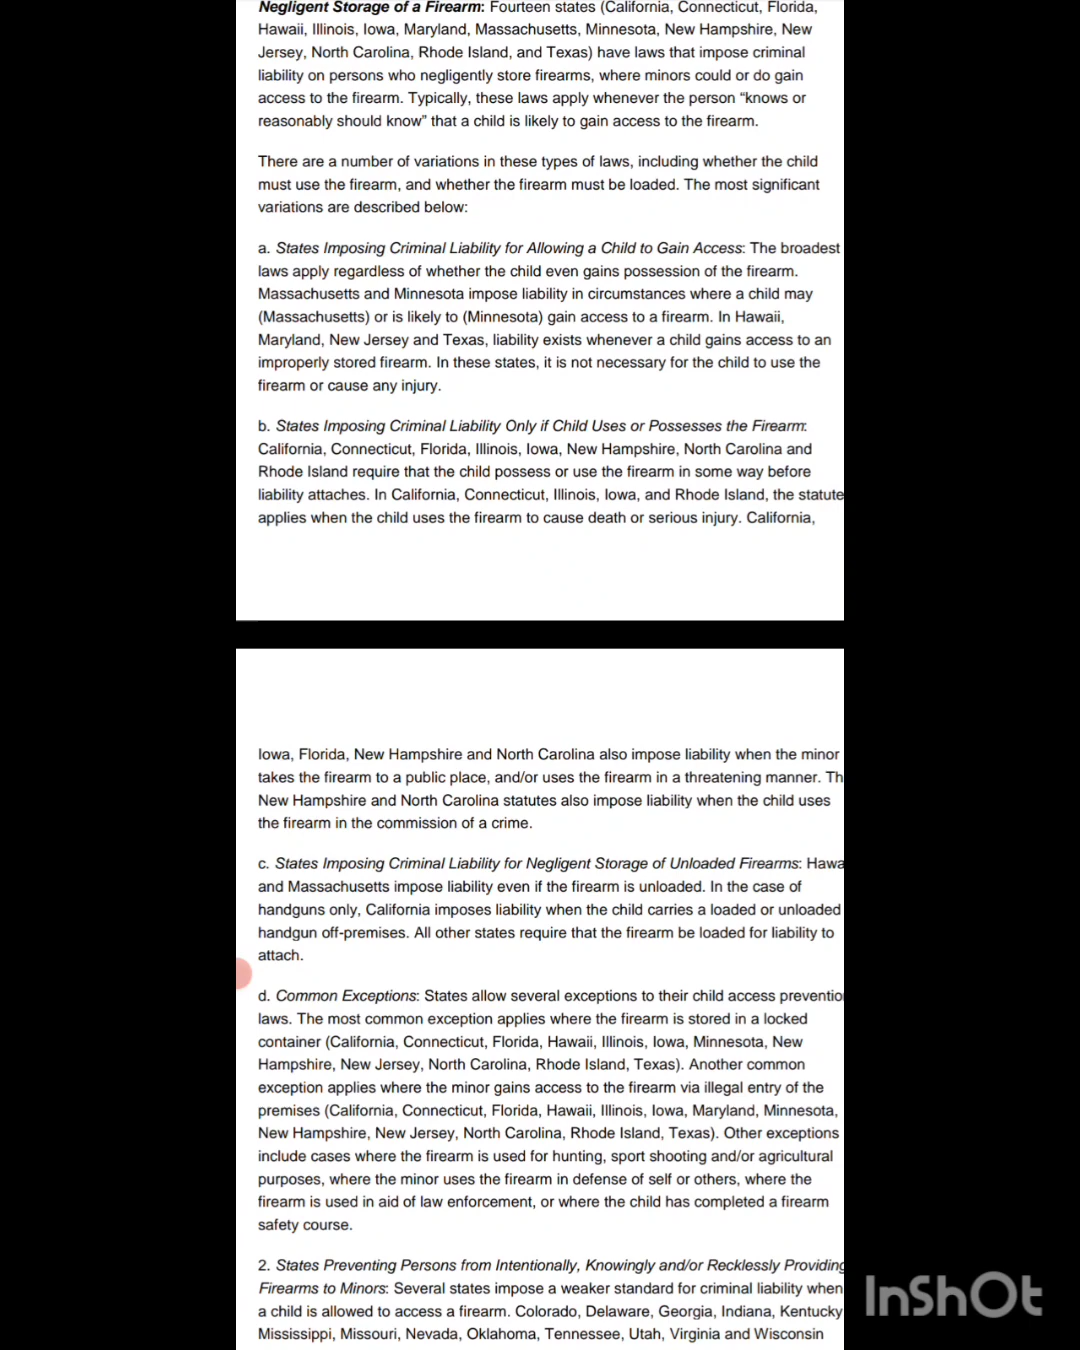 Negligent Storage of a Firearm: Fourteen states (California, Connecticut, Florida,
Hawaii, Illinois, Iowa, Maryland, Massachusetts, Minnesota, New Hampshire, New
Jersey, North Carolina, Rhode Island, and Texas) have laws that impose criminal
liability on persons who negligently store firearms, where minors could or do gain
access to the firearm. Typically, these laws apply whenever the person “knows or
reasonably should know” that a child is likely to gain access to the firearm.
There are a number of variations in these types of laws, including whether the child
must use the firearm, and whether the firearm must be loaded. The most significant
variations are described below:
a. States Imposing Criminal Liability for Allowing a Child to Gain Access: The broadest
laws apply regardless of whether the child even gains possession of the firearm.
Massachusetts and Minnesota impose liability in circumstances where a child may
(Massachusetts) or is likely to (Minnesota) gain access to a firearm. In Hawaii,
Maryland, New Jersey and Texas, liability exists whenever a child gains access to an
improperly stored firearm. In these states, it is not necessary for the child to use the
firearm or cause any injury.
b. States Imposing Criminal Liability Only if Child Uses or Possesses the Firearm:
California, Connecticut, Florida, Illinois, Iowa, New Hampshire, North Carolina and
Rhode Island require that the child possess or use the firearm in some way before
liability attaches. In California, Connecticut, Illinois, Iowa, and Rhode Island, the statute
applies when the child uses the firearm to cause death or serious injury. California,
Iowa, Florida, New Hampshire and North Carolina also impose liability when the minor
takes the firearm to a public place, and/or uses the firearm in a threatening manner. Th
New Hampshire and North Carolina statutes also impose liability when the child uses
the firearm in the commission of a crime.
c. States Imposing Criminal Liability for Negligent Storage of Unloaded Firearms: Hawa
and Massachusetts impose liability even if the firearm is unloaded. In the case of
handguns only, California imposes liability when the child carries a loaded or unloaded
handgun off-premises. All other states require that the firearm be loaded for liability to
attach.
d. Common Exceptions: States allow several exceptions to their child access preventio
laws. The most common exception applies where the firearm is stored in a locked
container (California, Connecticut, Florida, Hawaii, Illinois, Iowa, Minnesota, New
Hampshire, New Jersey, North Carolina, Rhode Island, Texas). Another common
exception applies where the minor gains access to the firearm via illegal entry of the
premises (California, Connecticut, Florida, Hawaii, Illinois, Iowa, Maryland, Minnesota,
New Hampshire, New Jersey, North Carolina, Rhode Island, Texas). Other exceptions
include cases where the firearm is used for hunting, sport shooting and/or agricultural
purposes, where the minor uses the firearm in defense of self or others, where the
firearm is used in aid of law enforcement, or where the child has completed a firearm
safety course.
2. States Preventing Persons from Intentionally, Knowingly and/or Recklessly Providing
Firearms to Minors: Several states impose a weaker standard for criminal liability when
a child is allowed to access a firearm. Colorado, Delaware, Georgia, Indiana, Kentucky
Mississippi, Missouri, Nevada, Oklahoma, Tennessee, Utah, Virginia and Wisconsin
InShOt